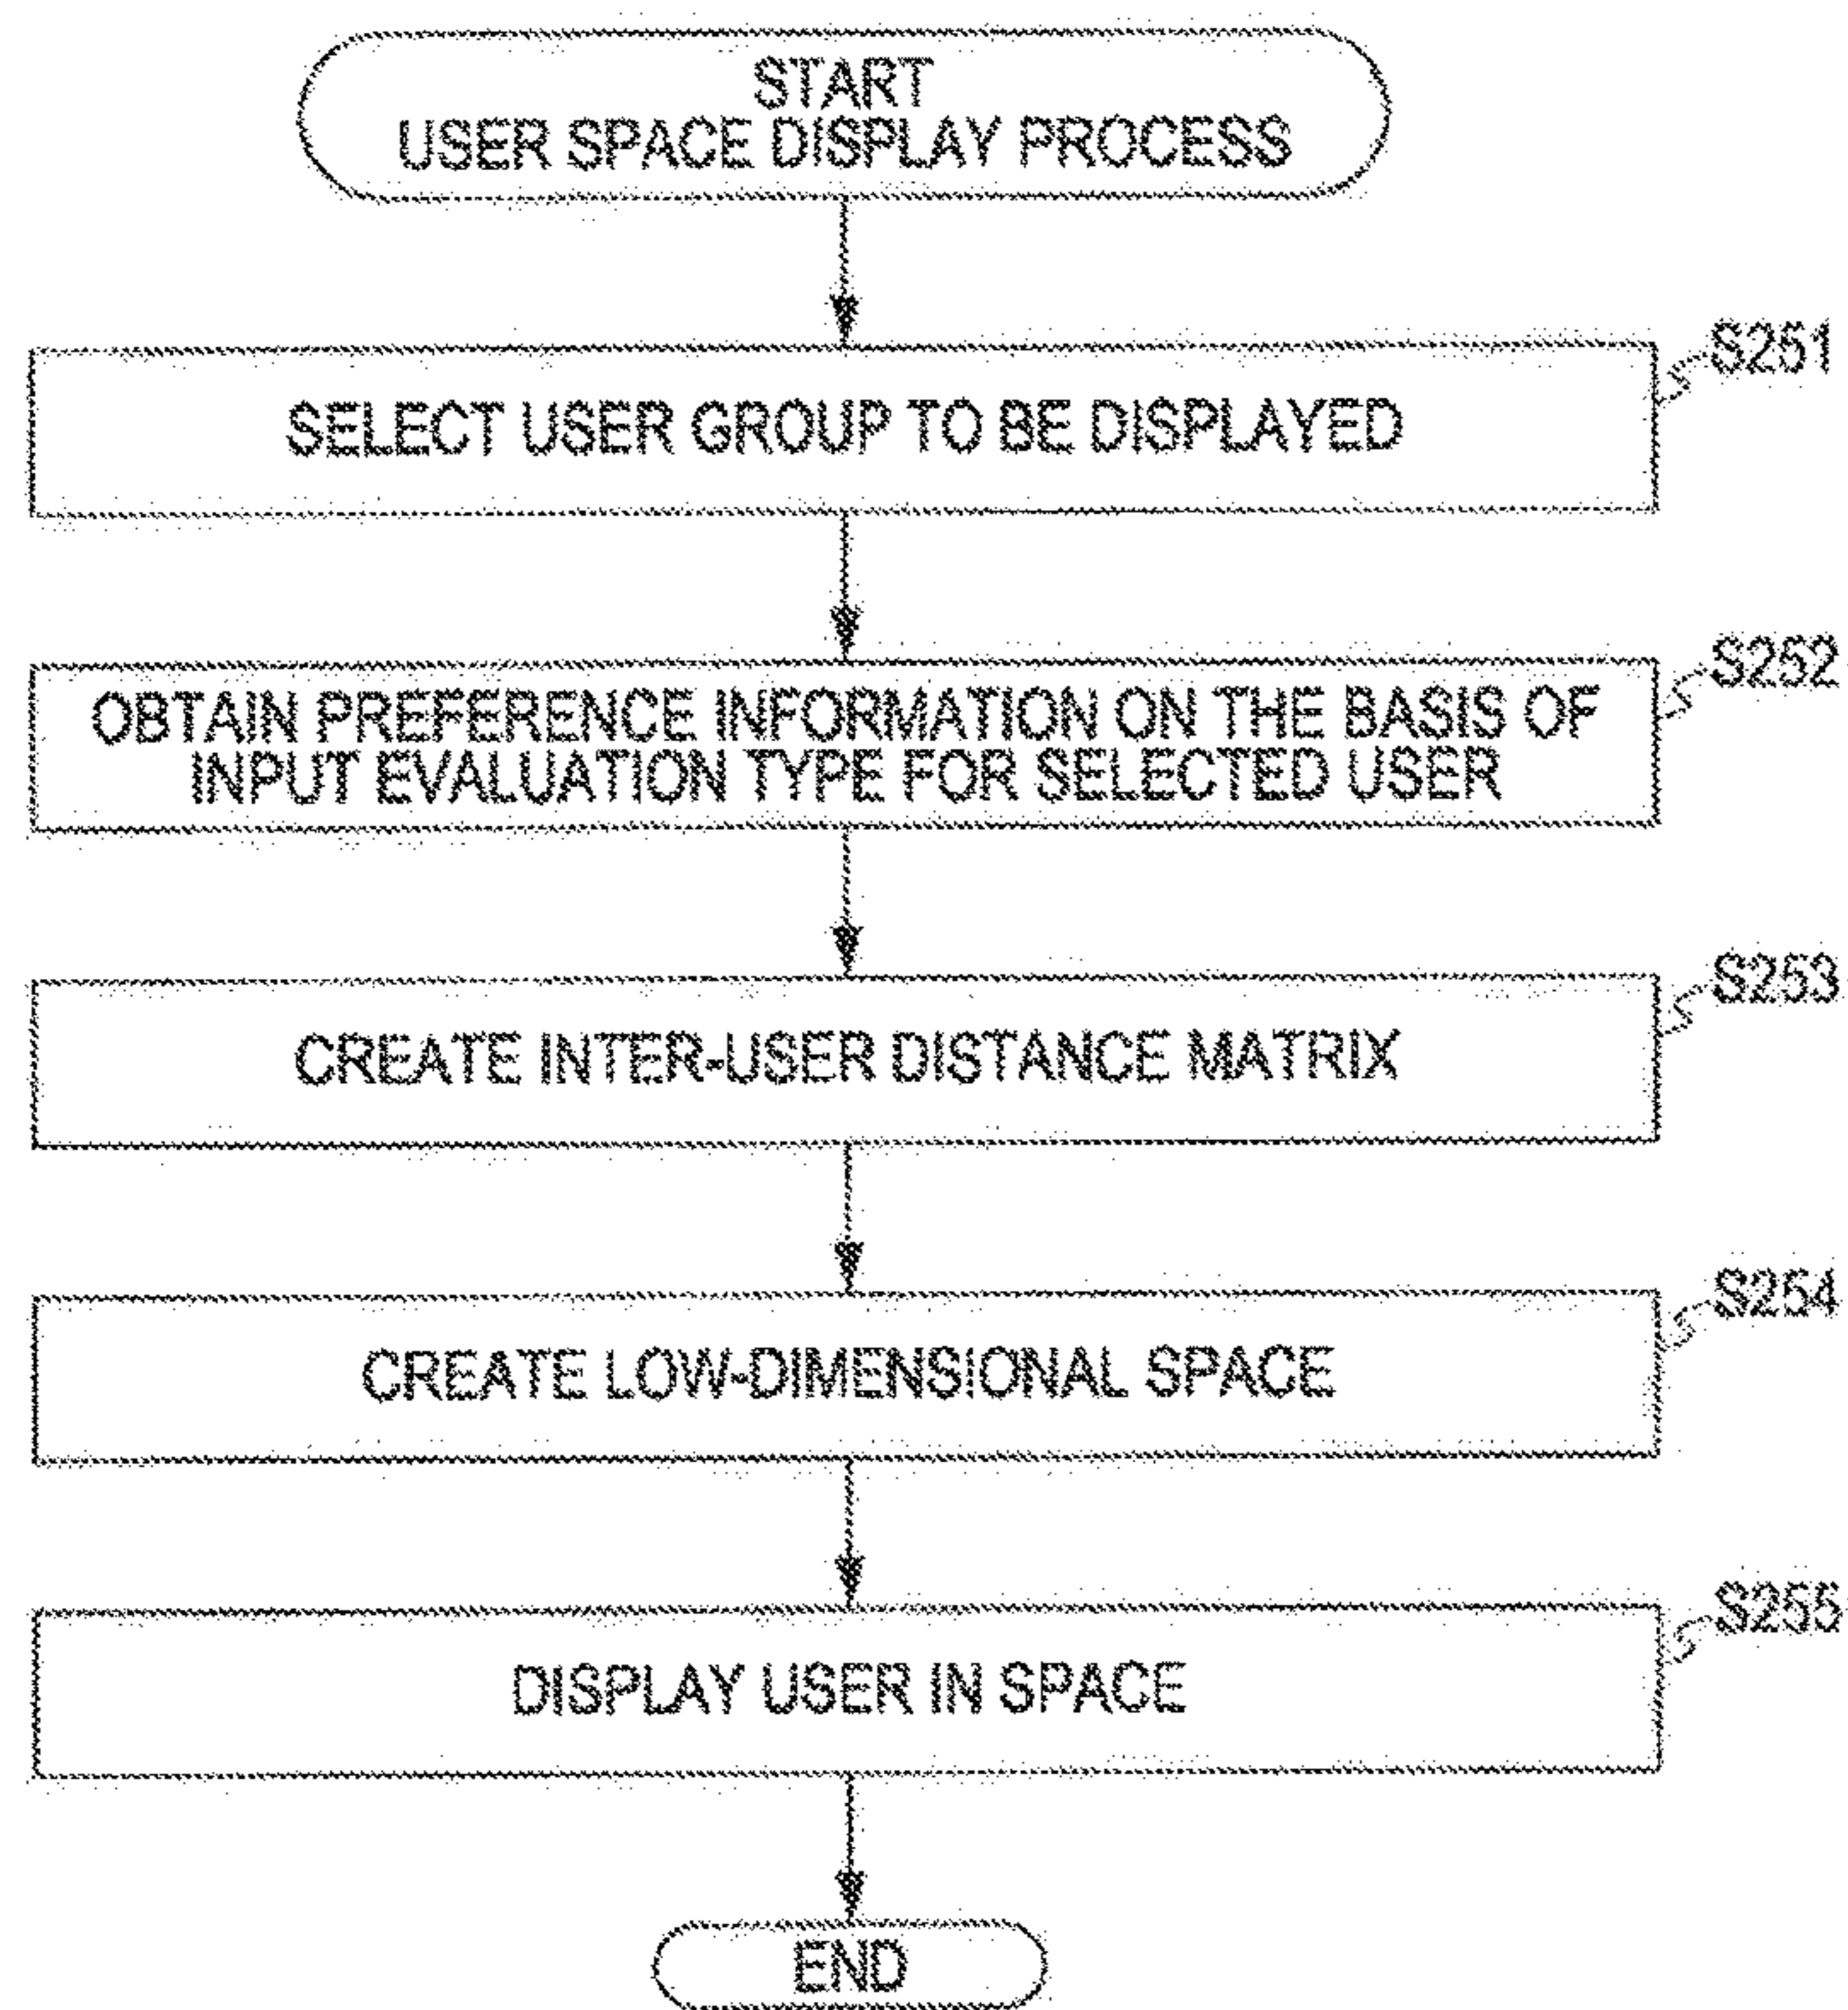 START
USER SPACE DISPLAY PROCESS
S251
SELECT USER GROUP TO BE DISPLAYED
S252
OBTAIN PREFERENCE INFORMATION ON THE BASIS OF
INPUT EVALUATION TYPE FOR SELECTED USER
S253
CREATE INTER-USER DISTANCE MATRIX
S254
CREATE LOW-DIMENSIONAL SPACE
S255
DISPLAY USER IN SPACE
END